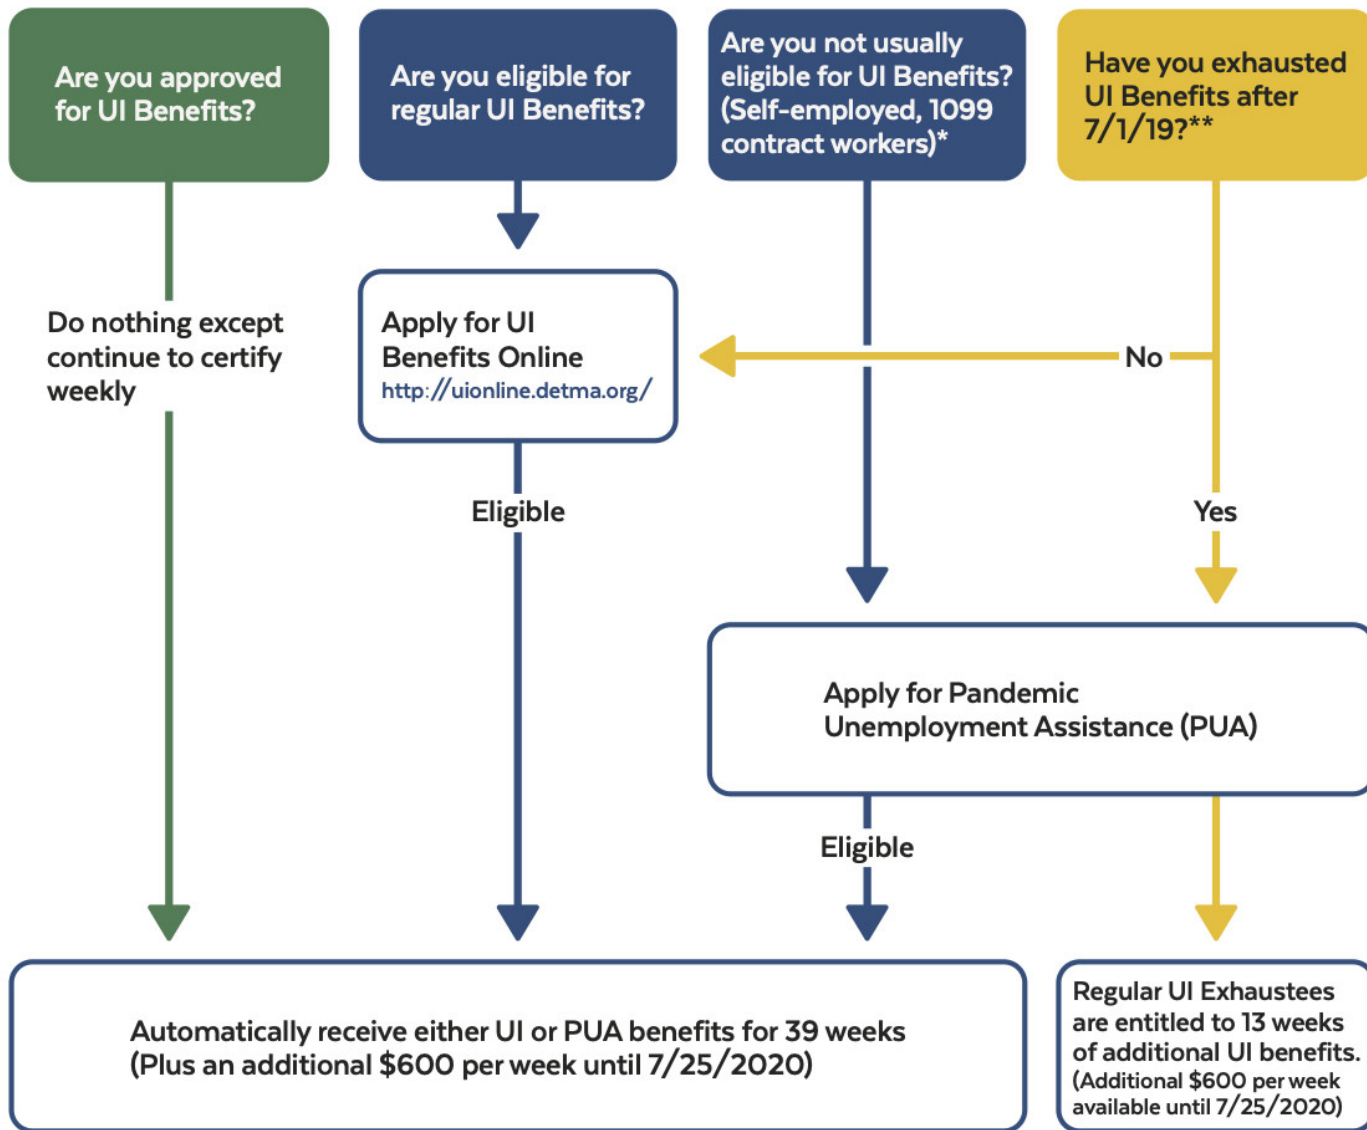 Are you approved
for UI Benefits?
Are you eligible for
regular UI Benefits?
Are you not usually
eligible for UI Benefits?
(Self-employed, 1099
contract workers)*
Have you exhausted
UI Benefits after
7/1/19?**
Do nothing except
continue to certify
weekly
Apply for UI
Benefits Online
http://uionline.detma.org/
No
Eligible
Yes
Apply for Pandemic
Unemployment Assistance (PUA)
Eligible
Automatically receive either UI or PUA benefits for 39 weeks
(Plus an additional $600 per week until 7/25/2020)
Regular UI Exhaustees
are entitled to 13 weeks
of additional UI benefits.
(Additional $600 per week
available until 7/25/2020)